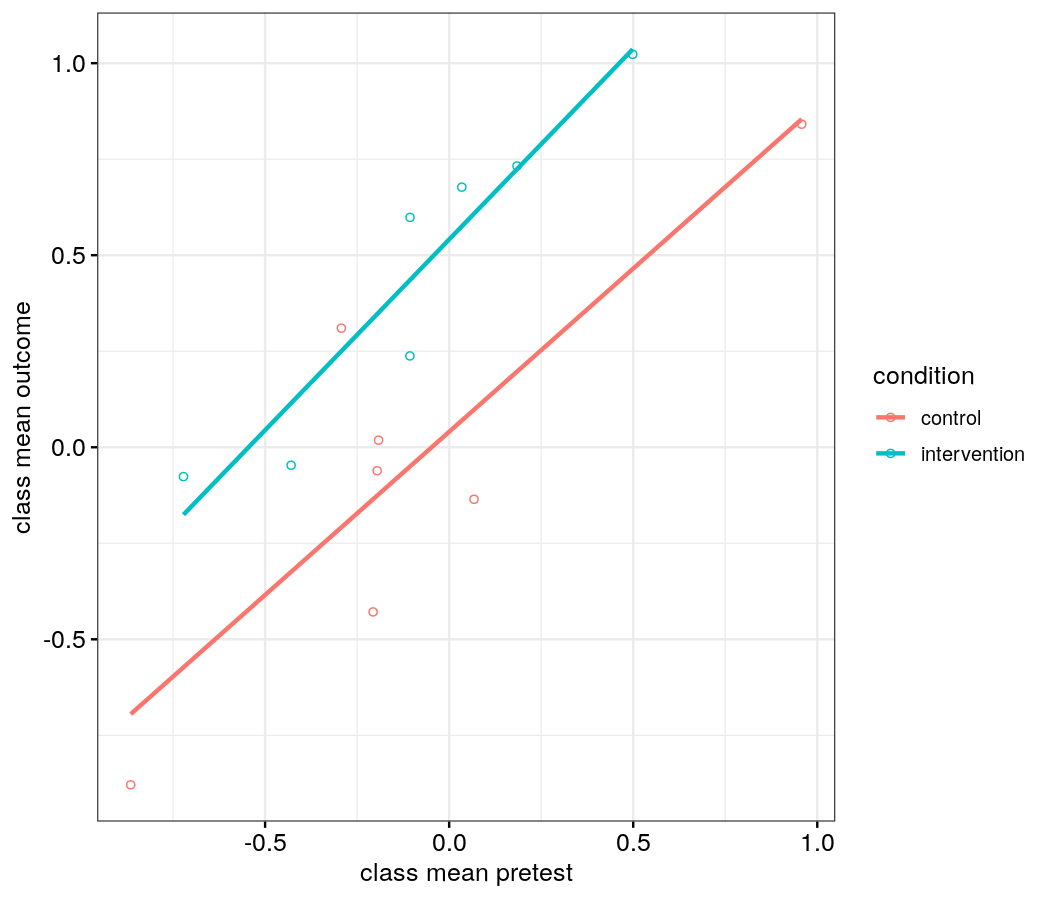 1.0
0.5
0.0
-0.5
class mean outcome
-0.5
0.0
0.5
1.0
class mean pretest
condition
control
intervention